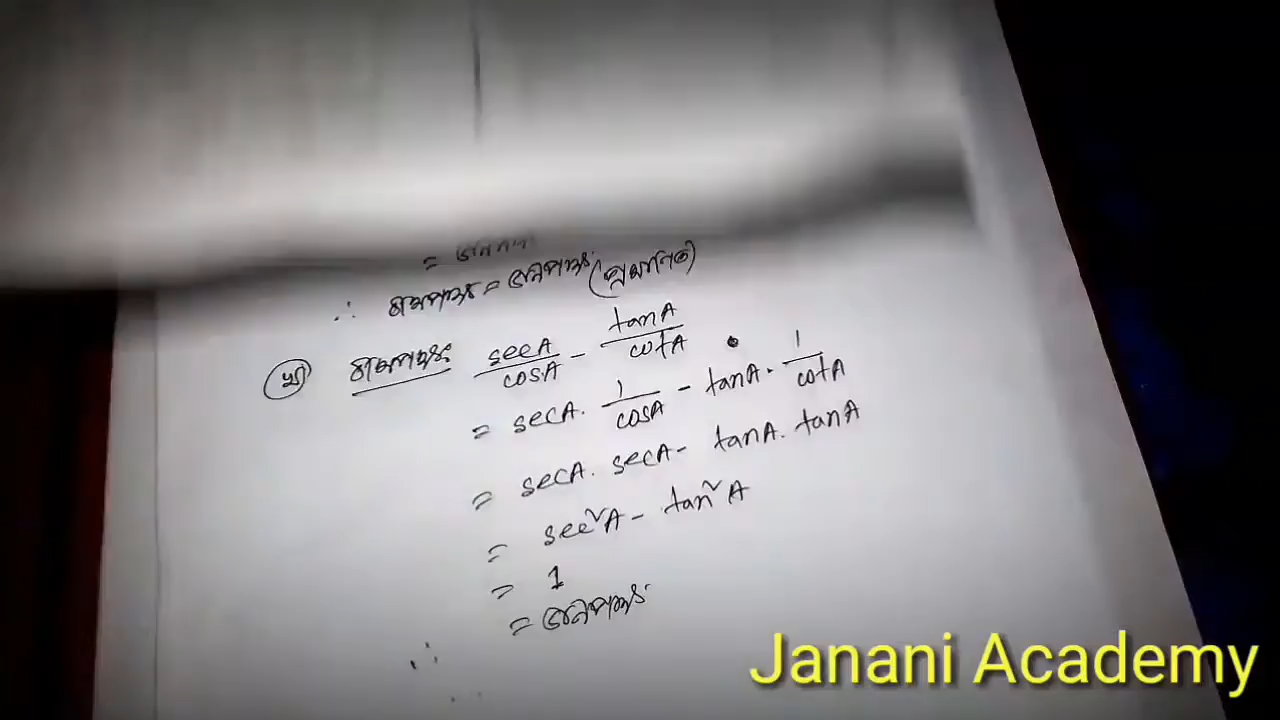 ∴ বামপক্ষ = ডানপক্ষ (প্রমাণিত)
(খ) বামপক্ষঃ secA/cosA - tanA/cotA
= secA. 1/cosA - tanA. 1/cotA
= secA. secA - tanA. tanA
= sec²A - tan²A
= 1
= ডানপক্ষ
∴
Janani Academy